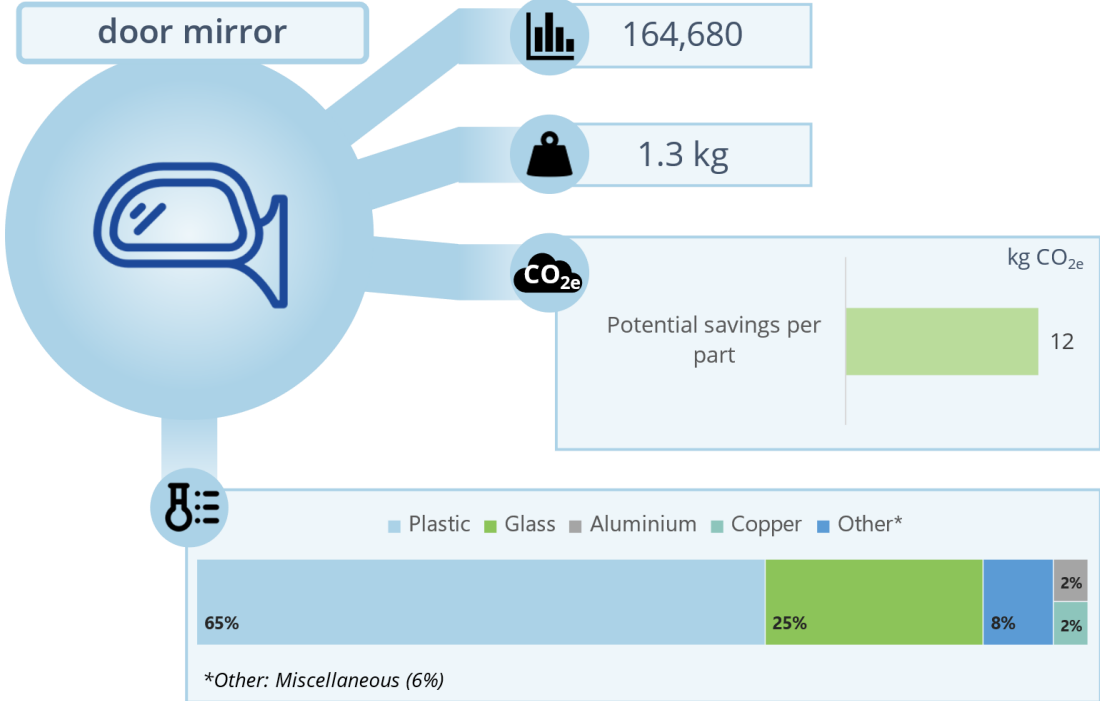 door mirror
164,680
1.3 kg
CO2e
kg CO2e
Potential savings per
part
12
Plastic Glass Aluminium Copper Other*
65% 25% 8% 2%
2%
*Other: Miscellaneous (6%)